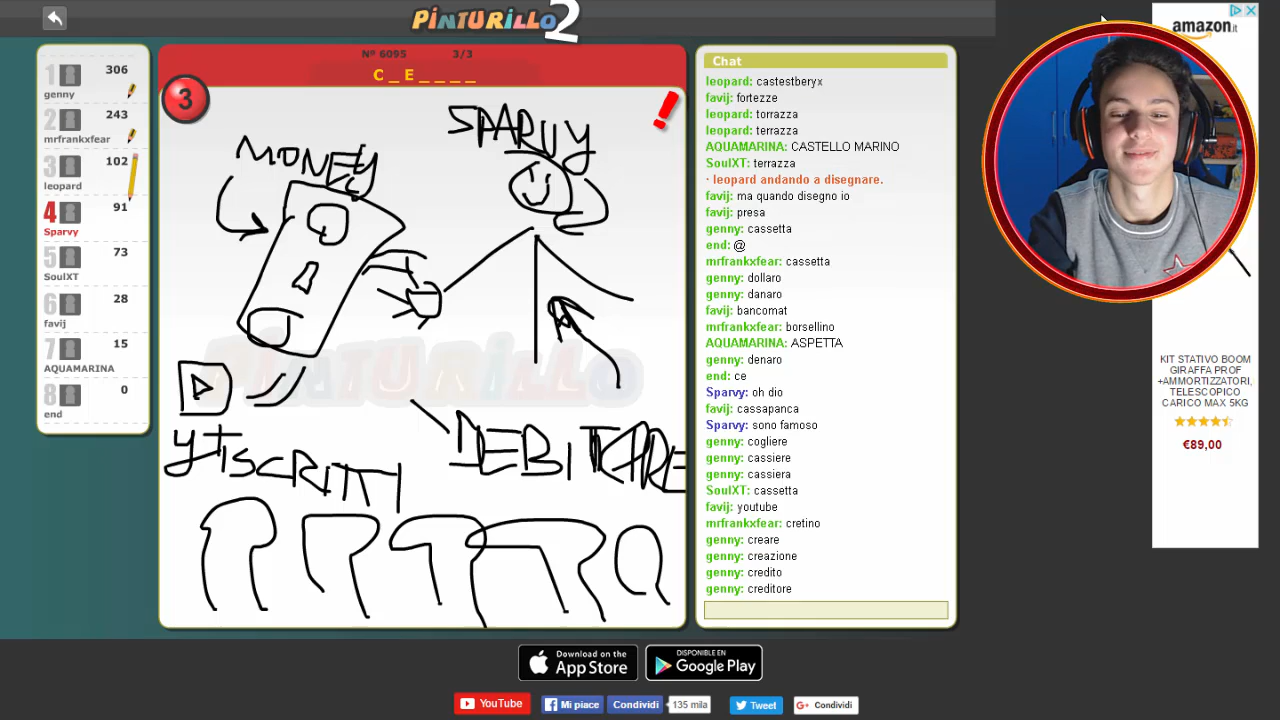 PINTURILLO 2
amazon.it
Nº 6095 3/3
C _ E _ _ _ _
3
1 306
genny
2 243
mrfrankxfear
3 102
leopard
4 91
Sparvy
5 73
SoulXT
6 28
favij
7 15
AQUAMARINA
8 0
end
SPARVY
MONEY
YT ISCRITTI
DEBITORE
PINTURILLO
Chat
leopard: castestberyx
favij: fortezze
leopard: torrazza
leopard: terrazza
AQUAMARINA: CASTELLO MARINO
SoulXT: terrazza
· leopard andando a disegnare.
favij: ma quando disegno io
favij: presa
genny: cassetta
end: @
mrfrankxfear: cassetta
genny: dollaro
genny: danaro
favij: bancomat
mrfrankxfear: borsellino
AQUAMARINA: ASPETTA
genny: denaro
end: ce
Sparvy: oh dio
favij: cassapanca
Sparvy: sono famoso
genny: cogliere
genny: cassiere
genny: cassiera
SoulXT: cassetta
favij: youtube
mrfrankxfear: cretino
genny: creare
genny: creazione
genny: credito
genny: creditore
KIT STATIVO BOOM
GIRAFFA PROF
+AMMORTIZZATORI,
TELESCOPICO
CARICO MAX 5KG
€89,00
Download on the
App Store
DISPONIBLE EN
Google Play
YouTube
Mi piace
Condividi
135 mila
Tweet
G+ Condividi